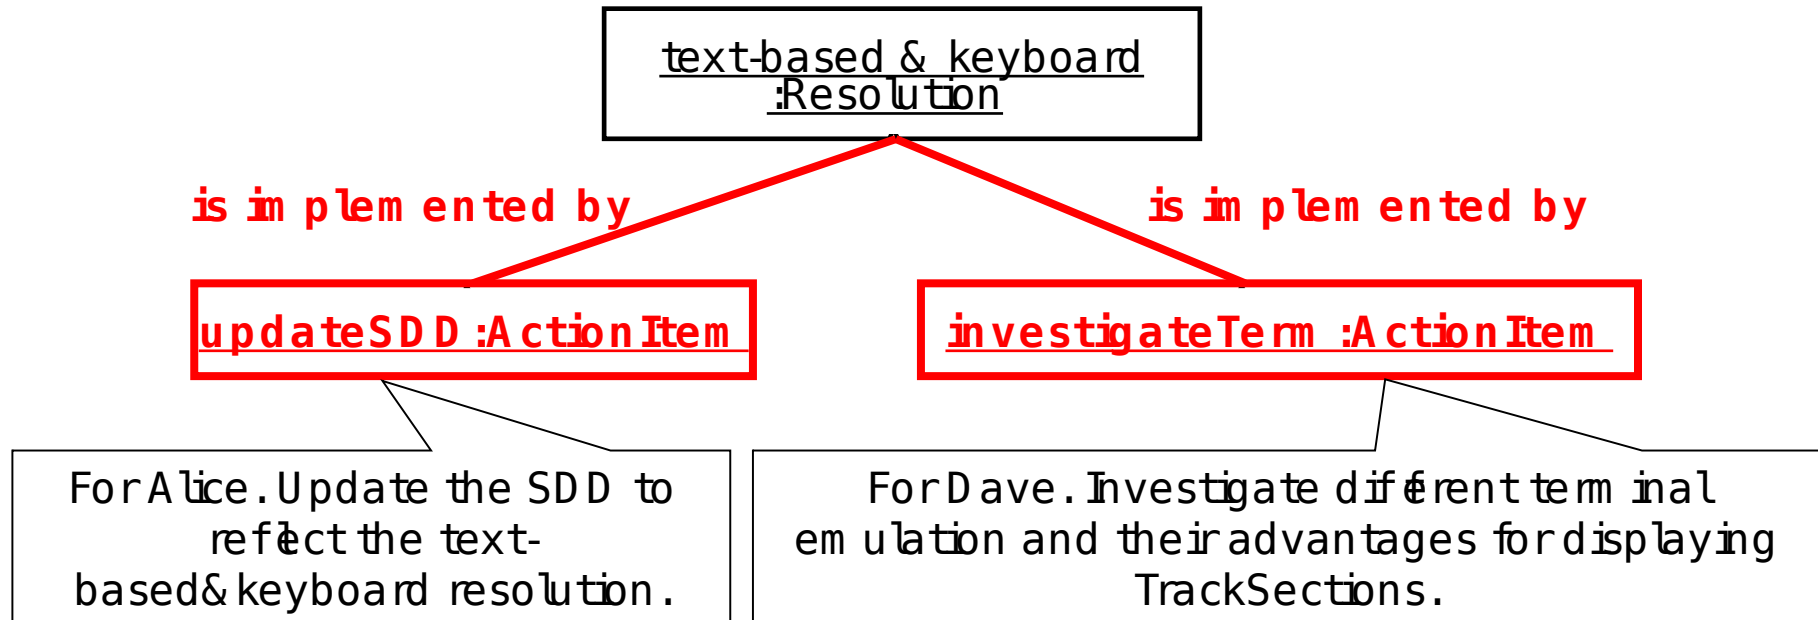 text-based & keyboard
:Resolution
is implemented by
is implemented by
updateSDD:ActionItem
investigateTerm:ActionItem
For Alice. Update the SDD to
reflect the text-
based&keyboard resolution.
For Dave. Investigate different terminal
emulation and their advantages for displaying
TrackSections.